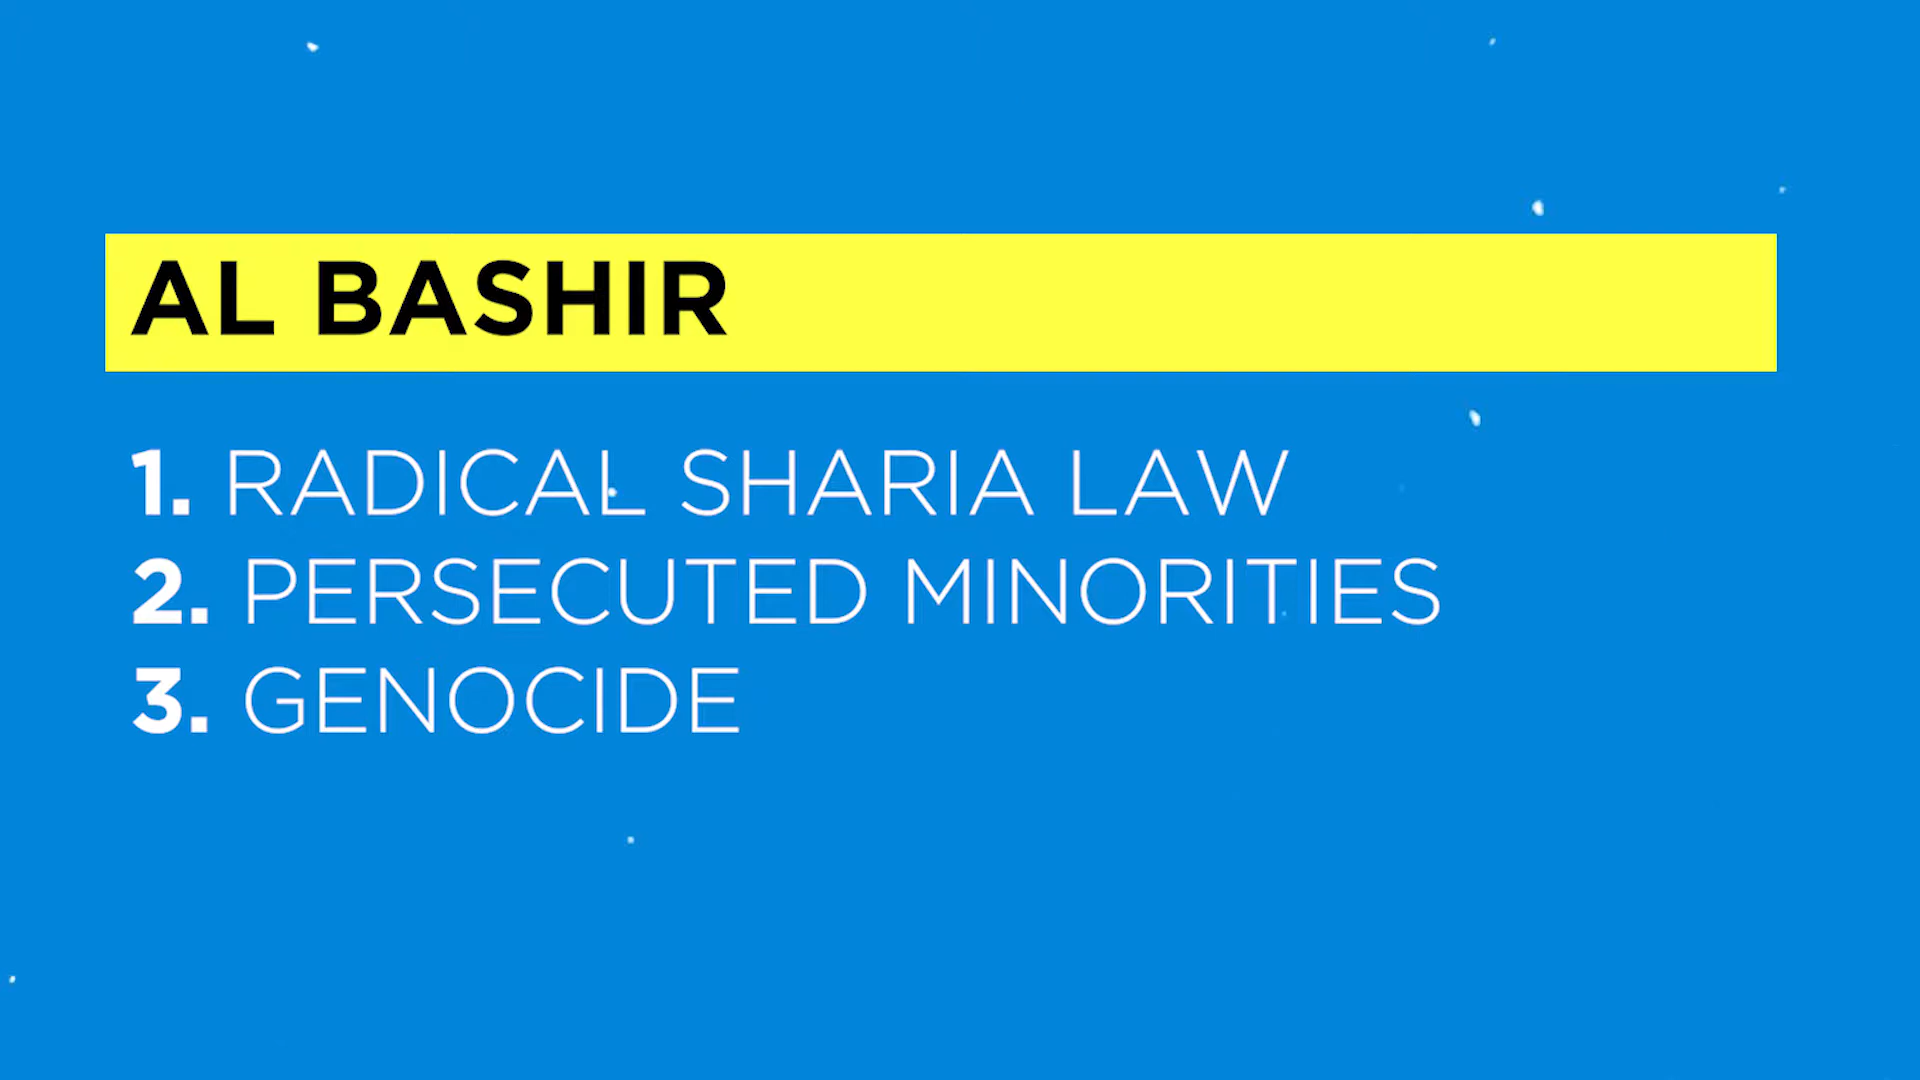 AL BASHIR
1. RADICAL SHARIA LAW
2. PERSECUTED MINORITIES
3. GENOCIDE